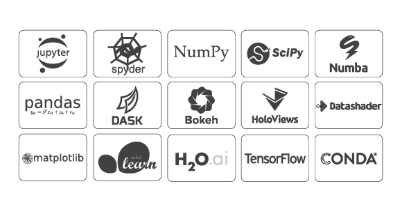 jupyter
spyder
NumPy
SciPy
Numba
pandas
DASK
Bokeh
HoloViews
Datashader
matplotlib
learn
H2O.ai
TensorFlow
CONDA